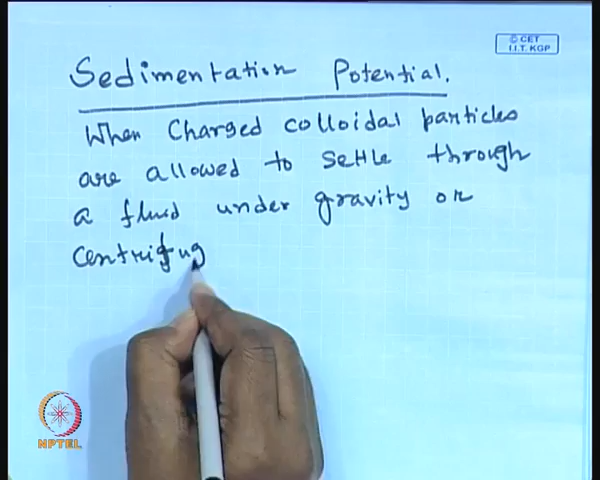 © CET
I.I.T. KGP
Sedimentation Potential.
When Charged colloidal particles
are allowed to settle through
a fluid under gravity or
centrifug
NPTEL